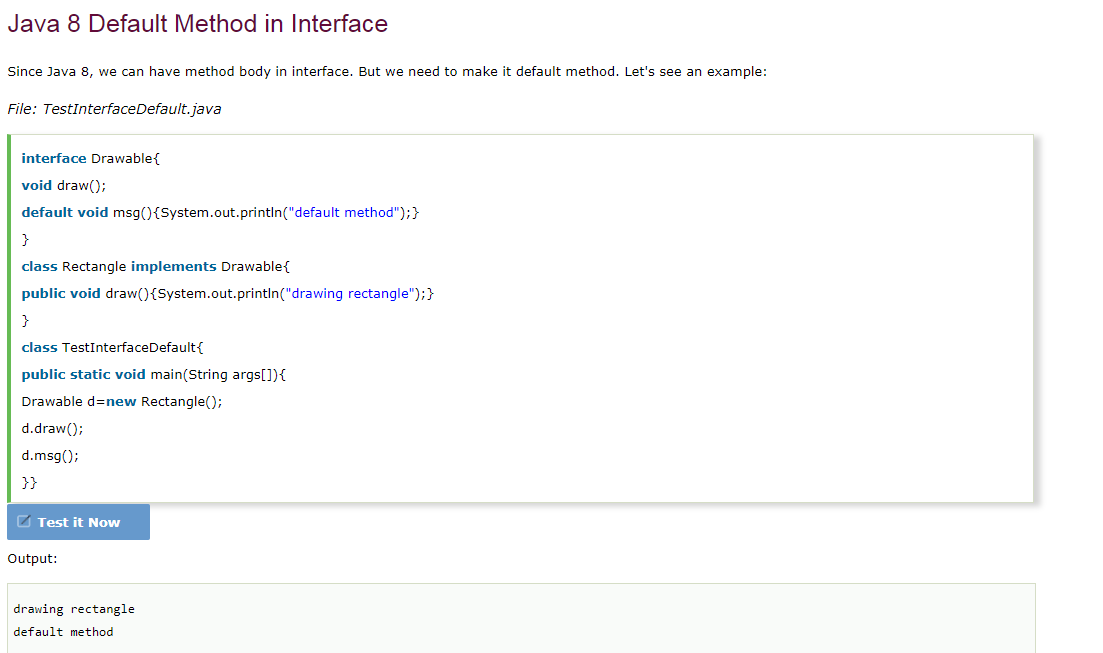 Java 8 Default Method in Interface
Since Java 8, we can have method body in interface. But we need to make it default method. Let's see an example:
File: TestInterfaceDefault.java
interface Drawable{
void draw();
default void msg(){System.out.println("default method");}
}
class Rectangle implements Drawable{
public void draw(){System.out.println("drawing rectangle");}
}
class TestInterfaceDefault{
public static void main(String args[]){
Drawable d=new Rectangle();
d.draw();
d.msg();
}}
Test it Now
Output:
drawing rectangle
default method